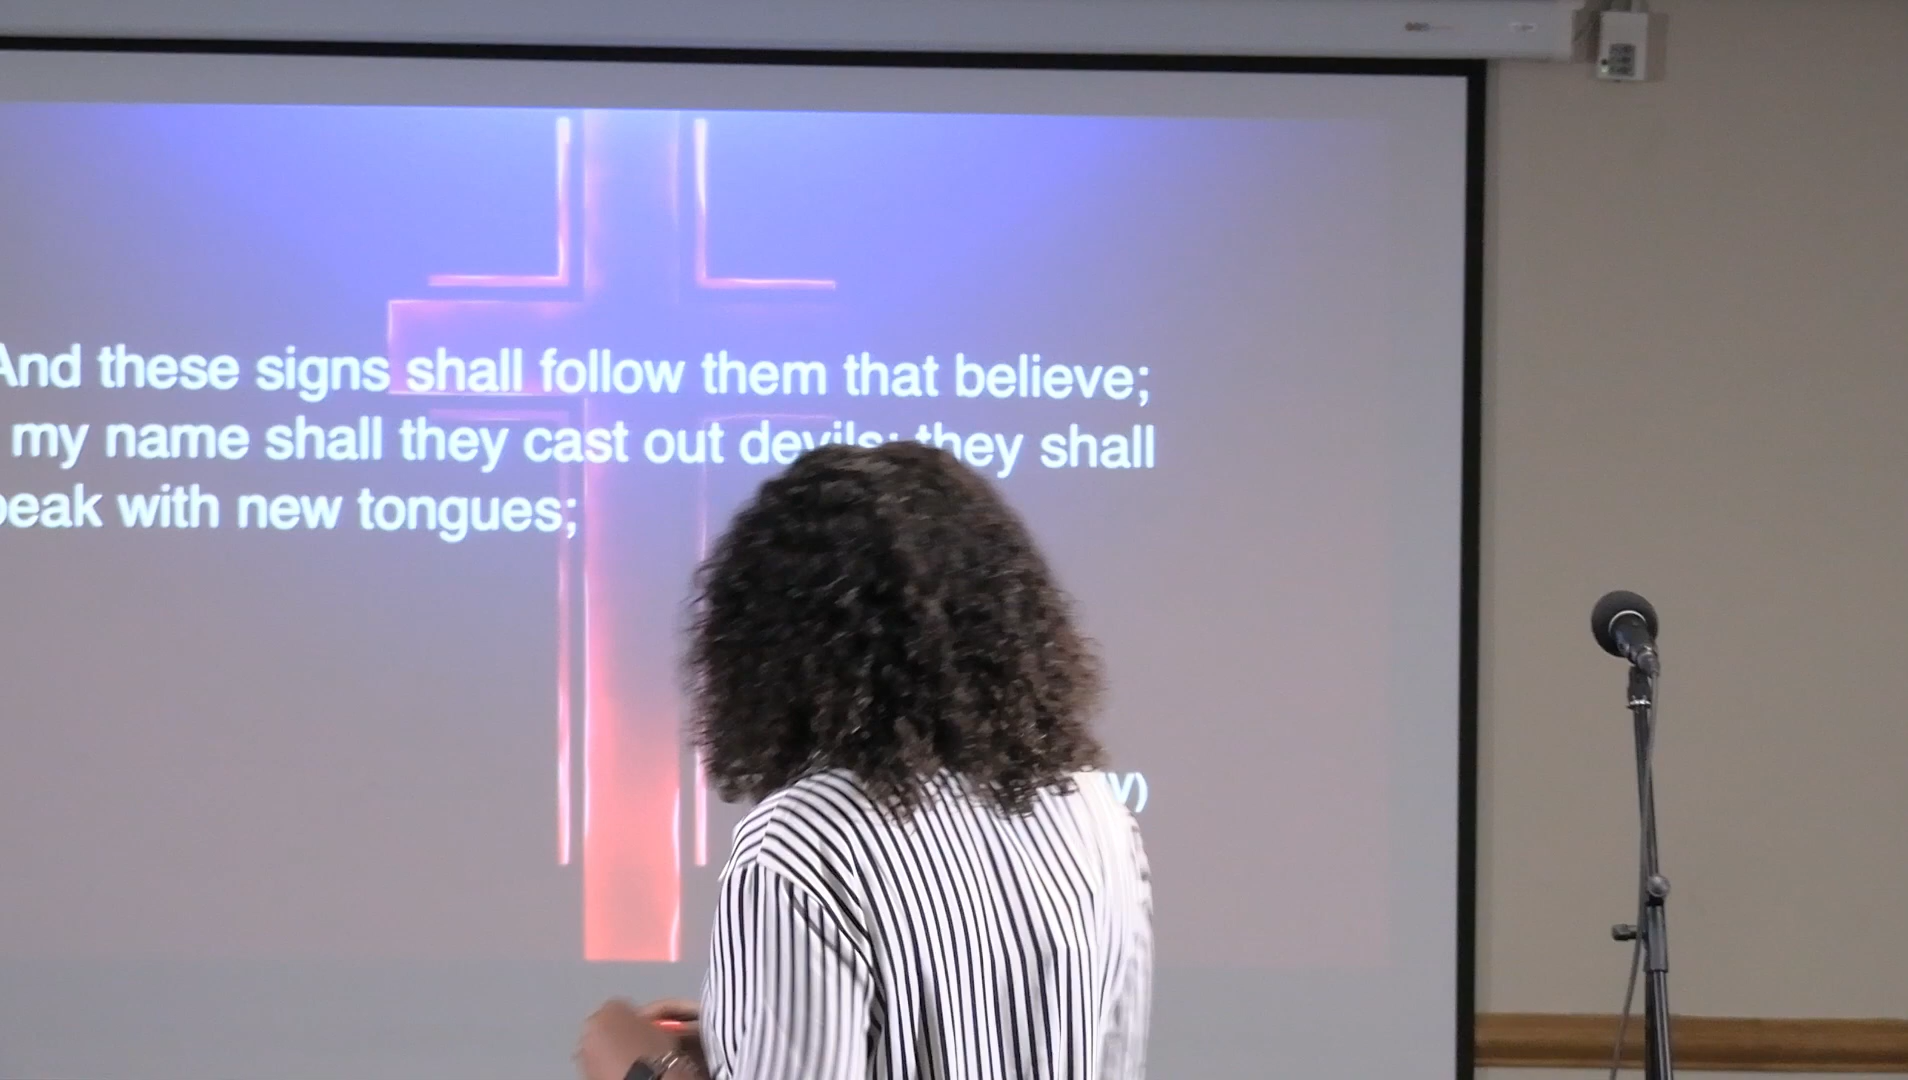 And these signs shall follow them that believe;
my name shall they cast out devils; they shall
peak with new tongues;
V)